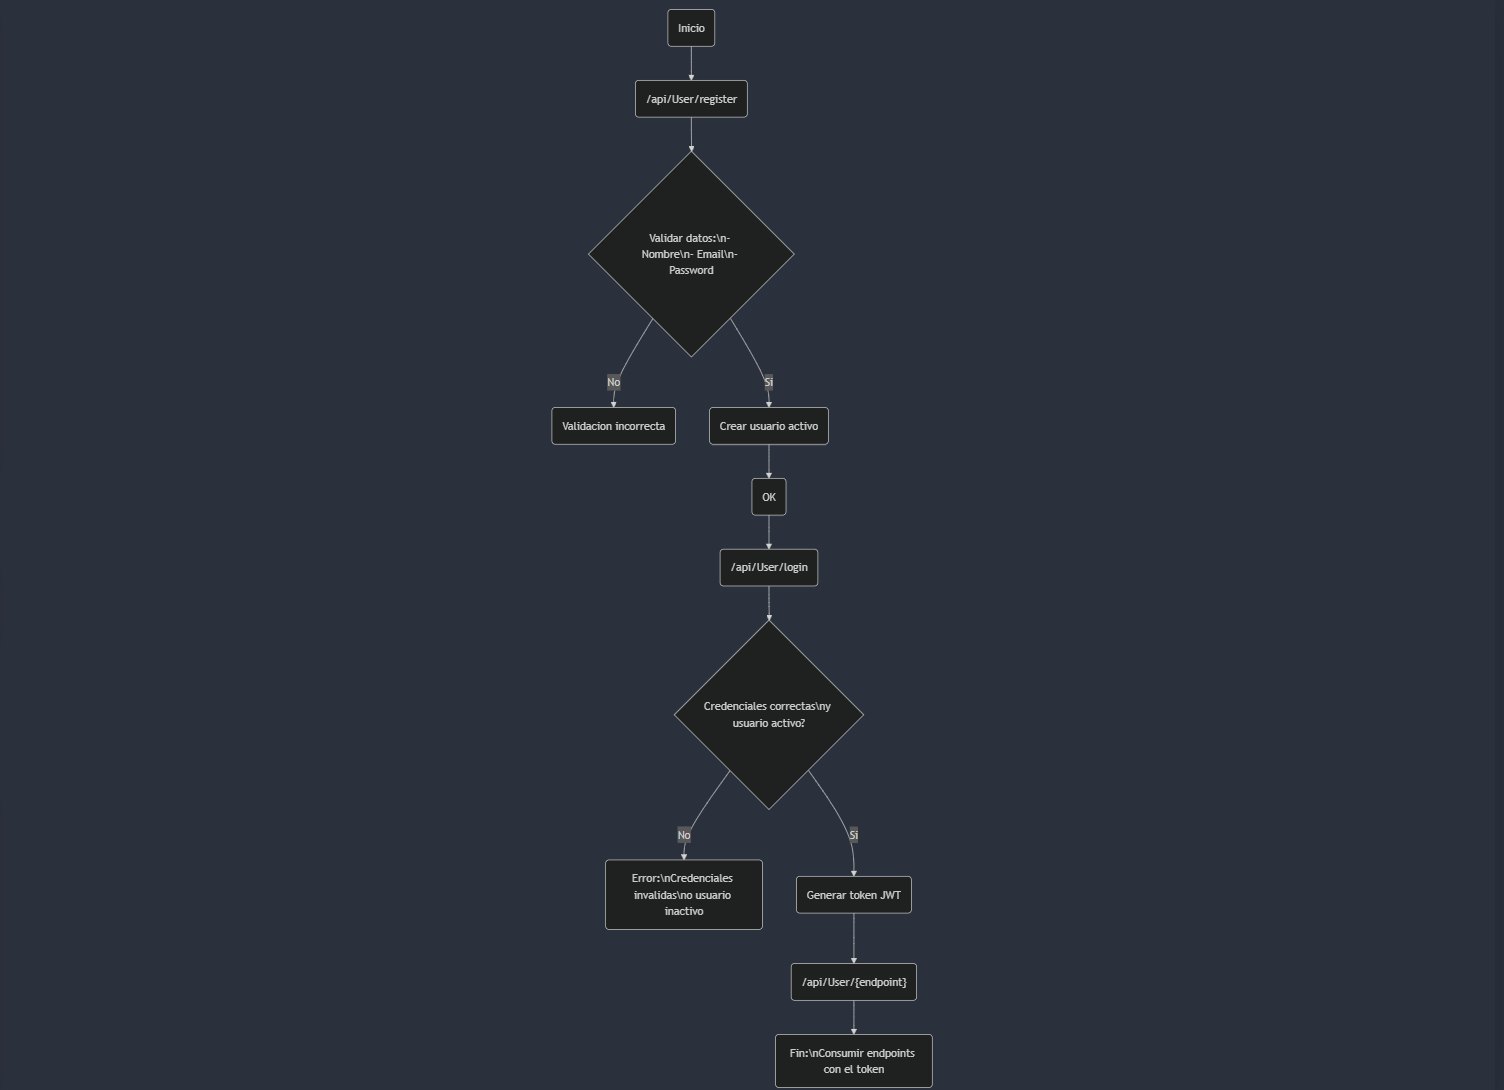 Inicio
/api/User/register
Validar datos:\n-
Nombre\n- Email\n-
Password
No
Si
Validacion incorrecta
Crear usuario activo
OK
/api/User/login
Credenciales correctas\ny
usuario activo?
No
Si
Error:\nCredenciales
invalidas\no usuario
inactivo
Generar token JWT
/api/User/{endpoint}
Fin:\nConsumir endpoints
con el token